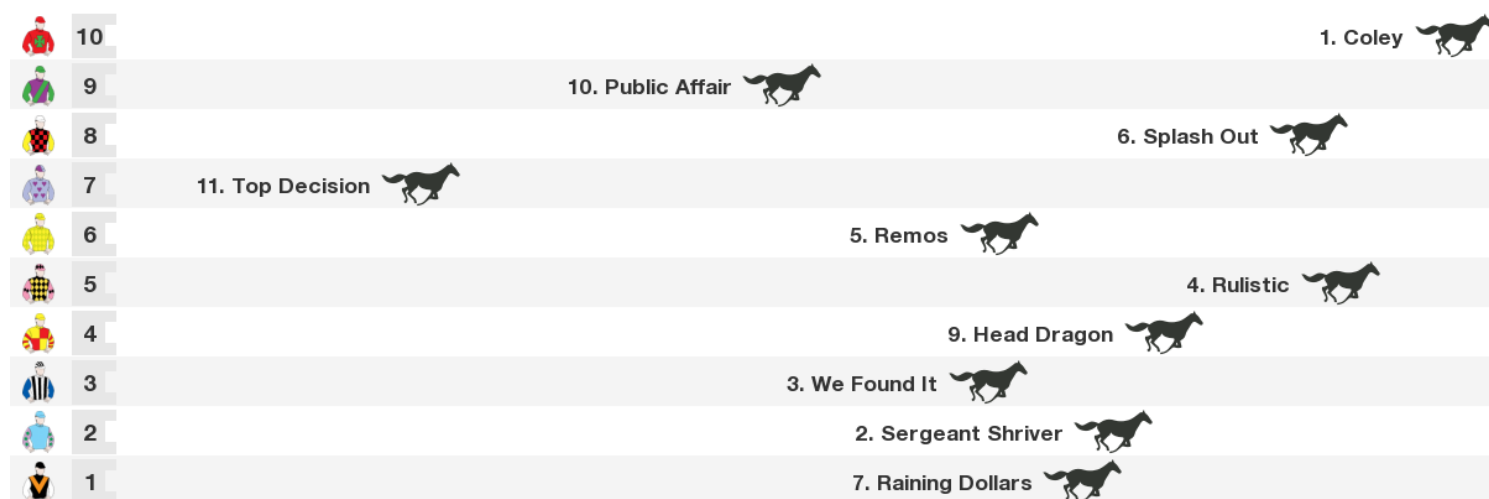 10 1. Coley
9 10. Public Affair
8 6. Splash Out
7 11. Top Decision
6 5. Remos
5 4. Rulistic
4 9. Head Dragon
3 3. We Found It
2 2. Sergeant Shriver
1 7. Raining Dollars